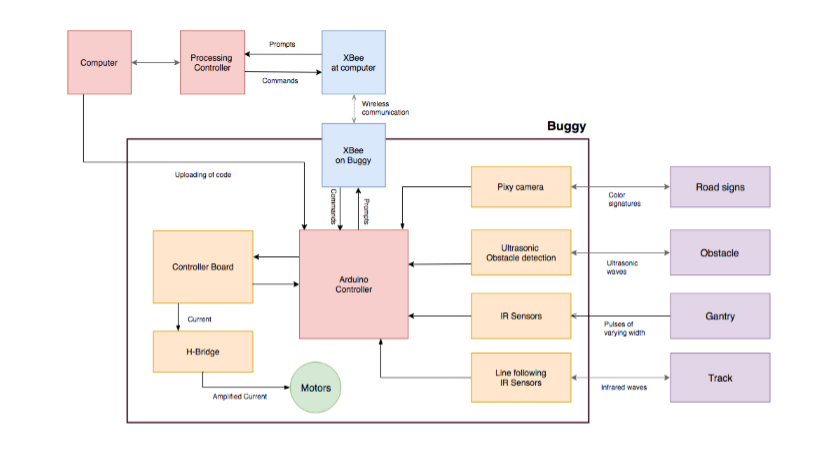 Computer
Processing
Controller
Prompts
Commands
XBee
at computer
Wireless
communication
Buggy
XBee
on Buggy
Uploading of code
Commands
Prompts
Pixy camera
Color
signatures
Road signs
Controller Board
Arduino
Controller
Ultrasonic
Obstacle detection
Ultrasonic
waves
Obstacle
Current
IR Sensors
Pulses of
varying width
Gantry
H-Bridge
Motors
Amplified Current
Line following
IR Sensors
Infrared waves
Track